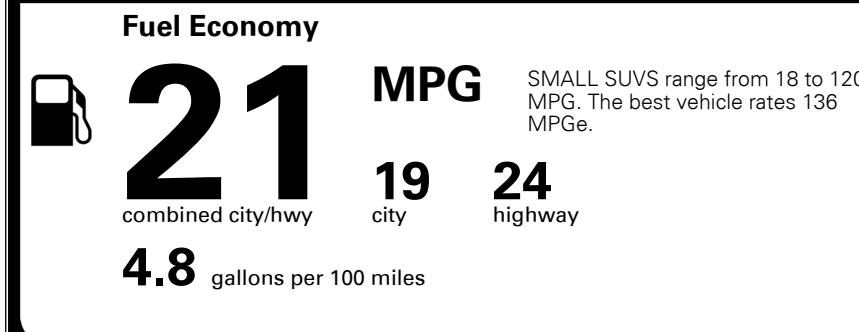 Fuel Economy
21
MPG
SMALL SUVS range from 18 to 120
MPG. The best vehicle rates 136
MPGe.
19
24
combined city/hwy
city
highway
4.8 gallons per 100 miles